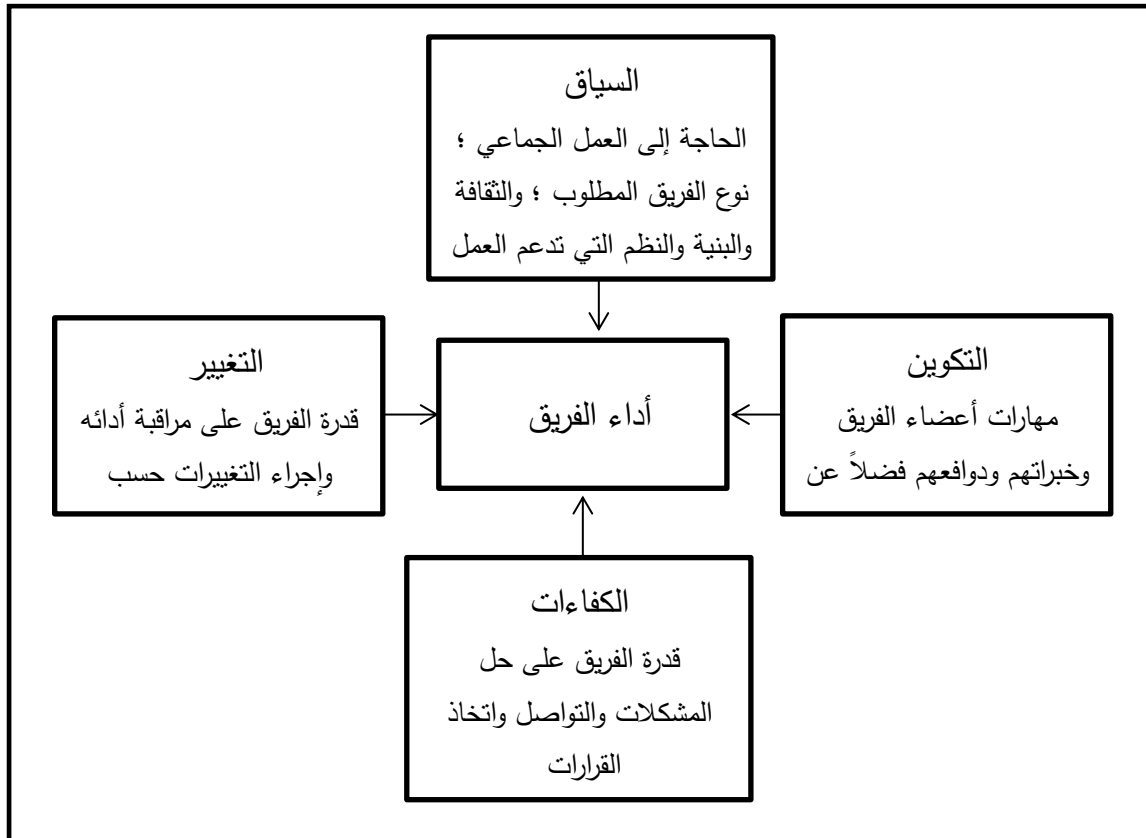 السياق
الحاجة إلى العمل الجماعي ؛
نوع الفريق المطلوب ؛ والثقافة
والبنية والنظم التي تدعم العمل
التكوين
مهارات أعضاء الفريق
وخبراتهم ودوافعهم فضلاً عن
أداء الفريق
التغيير
قدرة الفريق على مراقبة أدائه
وإجراء التغييرات حسب
الكفاءات
قدرة الفريق على حل
المشكلات والتواصل واتخاذ
القرارات